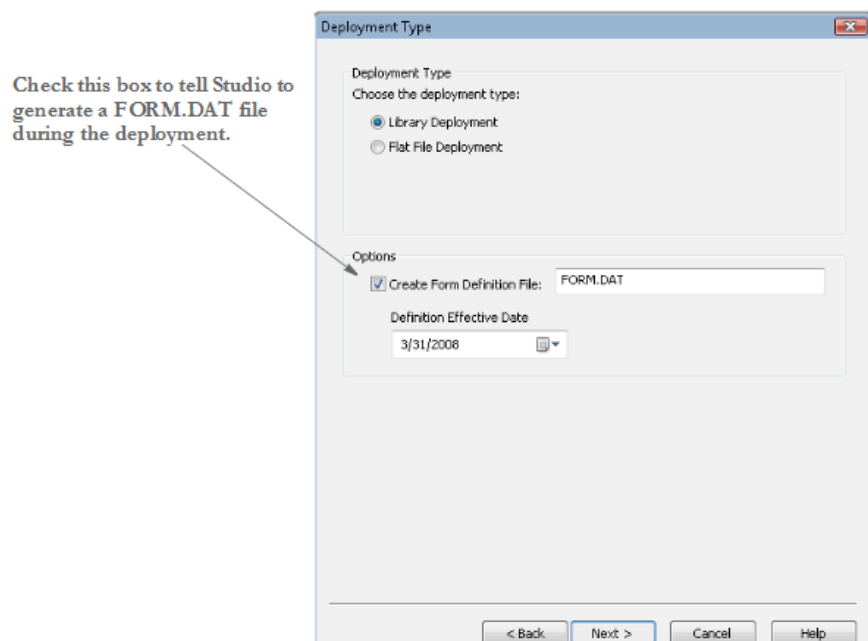 Deployment Type
Check this box to tell Studio to
generate a FORM.DAT file
during the deployment.
Deployment Type
Choose the deployment type:
Library Deployment
Flat File Deployment
Options
Create Form Definition File:
FORM.DAT
Definition Effective Date
3/31/2008
< Back
Next >
Cancel
Help